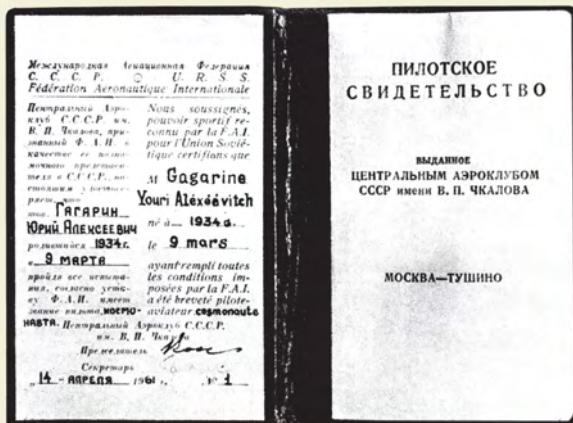 Международная Авиационная Федерация
С. С. С. Р. U. R. S. S.
Fédération Aéronautique Internationale
Центральный Аэро-
клуб С.С.С.Р. им.
В. П. Чкалова, приз-
нанный Ф. А. И. в
качестве ее полно-
мочного представи-
теля в С.С.С.Р., на-
стоящим удостове-
ряет, что
тов. ГАГАРИН
ЮРИЙ АЛЕКСЕЕВИЧ
родившийся 1934 г.
в 9 МАРТА
пройдя все испыта-
ния, согласно уста-
ву Ф. А. И. имеет
звание пилота, КОСМО-
НАВТА.
Nous soussignés,
pouvoir sportif re-
connu par la F.A.I.
pour l'Union Sovié-
tique certifions que
M Gagarine
Youri Aléxéévitch
né à 1934 a.
le 9 mars
ayant rempli toutes
les conditions im-
posées par la F.A.I.
a été breveté pilote-
aviateur. cosmonaute
Центральный Аэроклуб С.С.С.Р.
им. В. П. Чкалова
Председатель
Секретарь
„14 - АПРЕЛЯ 1961 г. № 1
ПИЛОТСКОЕ
СВИДЕТЕЛЬСТВО
ВЫДАННОЕ
ЦЕНТРАЛЬНЫМ АЭРОКЛУБОМ
СССР имени В. П. ЧКАЛОВА
МОСКВА—ТУШИНО